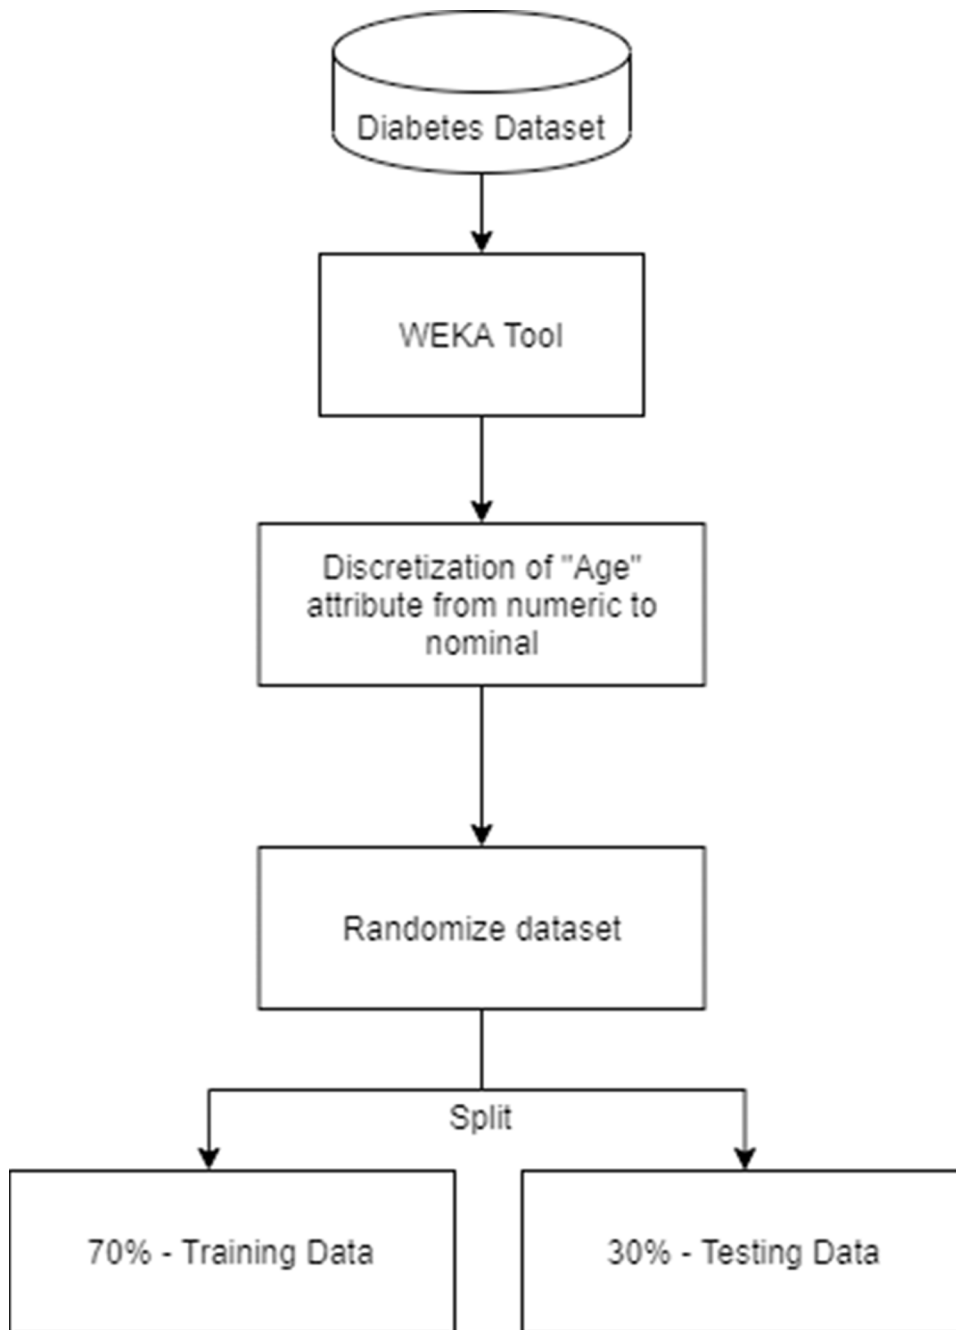 Diabetes Dataset
WEKA Tool
Discretization of "Age"
attribute from numeric to
nominal
Randomize dataset
Split
70% - Training Data
30% - Testing Data